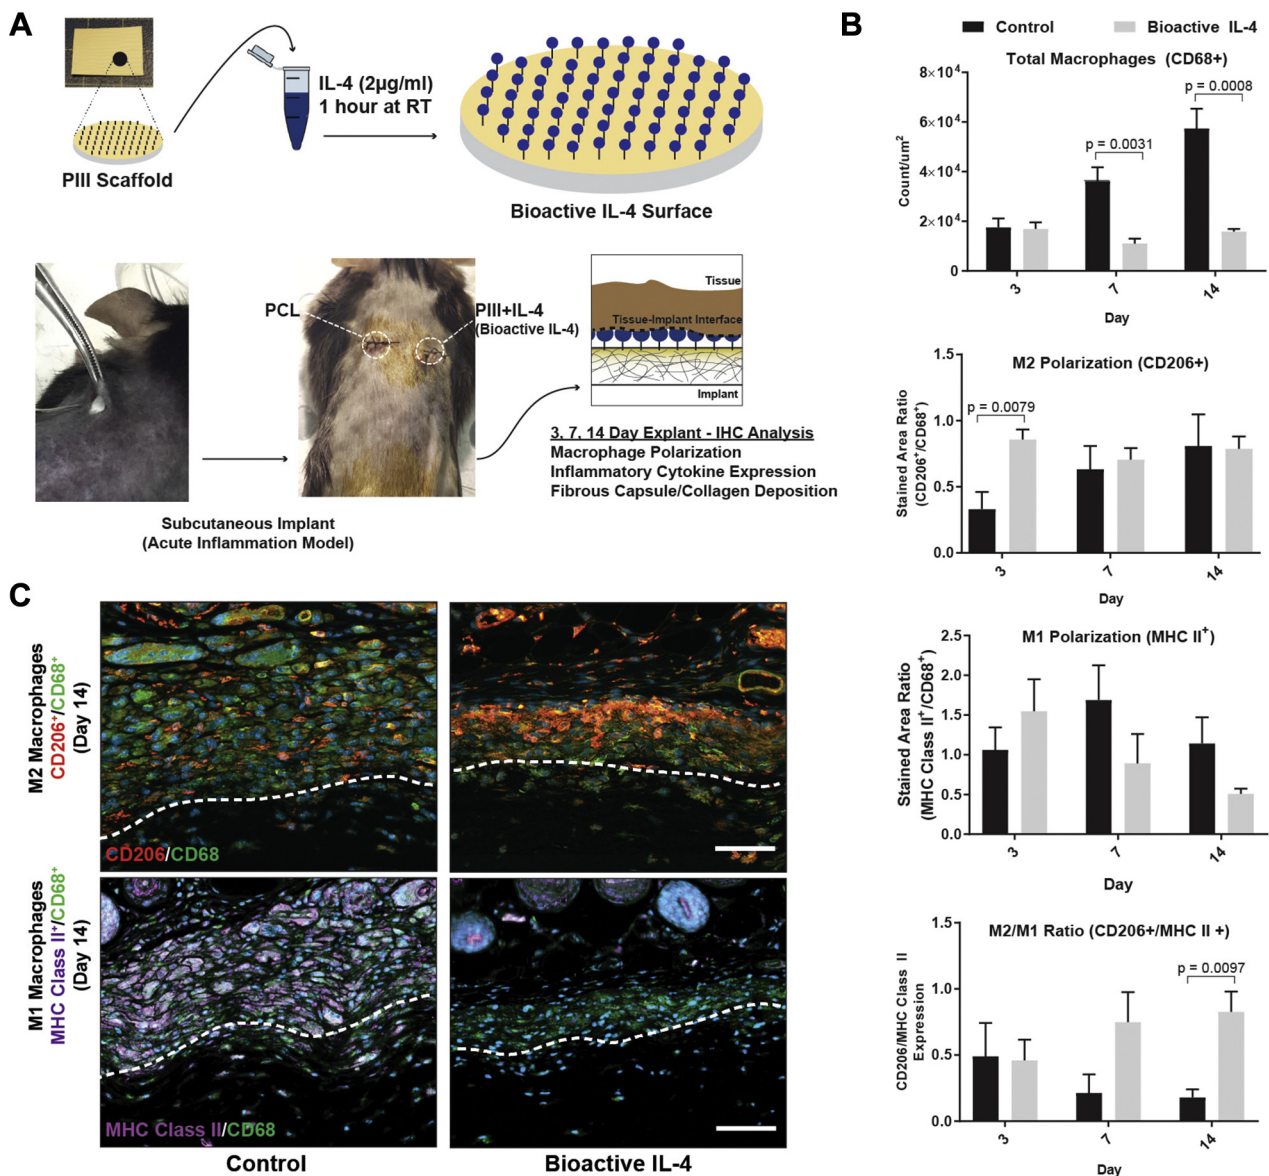 A
PIII Scaffold
IL-4 (2µg/ml)
1 hour at RT
Bioactive IL-4 Surface
PCL
PIII+IL-4
(Bioactive IL-4)
Tissue
Tissue-Implant Interface
Implant
Subcutaneous Implant
(Acute Inflammation Model)
3, 7, 14 Day Explant - IHC Analysis
Macrophage Polarization
Inflammatory Cytokine Expression
Fibrous Capsule/Collagen Deposition
B
Control
Bioactive IL-4
Total Macrophages (CD68+)
Count/um²
8×10⁴
6×10⁴
4×10⁴
2×10⁴
0
p = 0.0031
p = 0.0008
3
7
14
Day
M2 Polarization (CD206+)
Stained Area Ratio
(CD206⁺/CD68⁺)
1.5
1.0
0.5
0.0
p = 0.0079
3
7
14
Day
M1 Polarization (MHC II⁺)
Stained Area Ratio
(MHC Class II⁺/CD68⁺)
2.5
2.0
1.5
1.0
0.5
0.0
3
7
14
Day
M2/M1 Ratio (CD206+/MHC II +)
CD206/MHC Class II
Expression
1.5
1.0
0.5
0.0
p = 0.0097
3
7
14
Day
C
M2 Macrophages
CD206⁺/CD68⁺
(Day 14)
CD206/CD68
M1 Macrophages
MHC Class II⁺/CD68⁺
(Day 14)
MHC Class II/CD68
Control
Bioactive IL-4